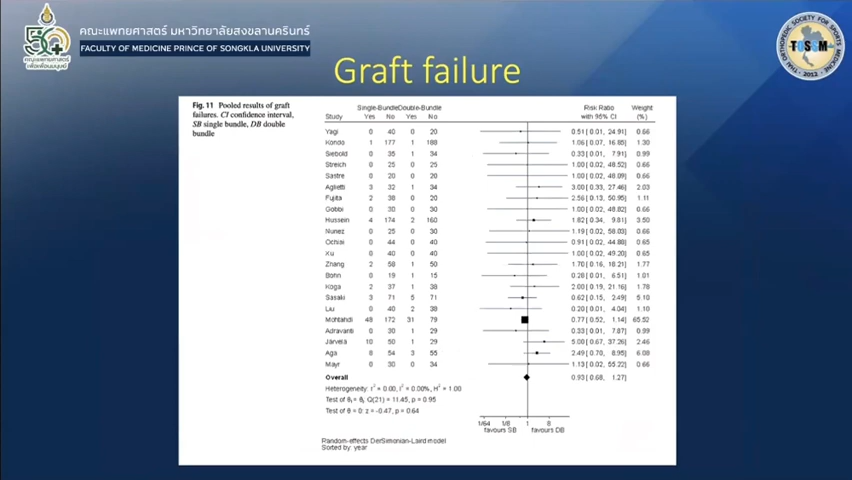 คณะแพทยศาสตร์ มหาวิทยาลัยสงขลานครินทร์
FACULTY OF MEDICINE PRINCE OF SONGKLA UNIVERSITY
THAI ORTHOPEDIC SOCIETY FOR SPORTS MEDICINE
TOSSM
2012
Graft failure
Fig. 11 Pooled results of graft
failures. CI confidence interval,
SB single bundle, DB double
bundle
Single-Bundle Double-Bundle Risk Ratio Weight
Study Yes No Yes No with 95% CI (%)
Yagi 0 40 0 20 0.51 [ 0.01, 24.91] 0.66
Kondo 1 177 1 188 1.06 [ 0.07, 16.85] 1.30
Siebold 0 35 1 34 0.33 [ 0.01, 7.91] 0.99
Streich 0 25 0 25 1.00 [ 0.02, 48.52] 0.66
Sastre 0 20 0 20 1.00 [ 0.02, 48.09] 0.66
Aglietti 3 32 1 34 3.00 [ 0.33, 27.46] 2.03
Fujita 2 38 0 20 2.56 [ 0.13, 50.95] 1.11
Gobbi 0 30 0 30 1.00 [ 0.02, 48.82] 0.66
Hussein 4 174 2 160 1.82 [ 0.34, 9.81] 3.50
Nunez 0 25 0 30 1.19 [ 0.02, 58.03] 0.66
Ochiai 0 44 0 40 0.91 [ 0.02, 44.88] 0.65
Xu 0 40 0 40 1.00 [ 0.02, 49.20] 0.65
Zhang 2 58 1 50 1.70 [ 0.16, 18.21] 1.77
Bohn 0 19 1 15 0.28 [ 0.01, 6.51] 1.01
Koga 2 37 1 38 2.00 [ 0.19, 21.16] 1.78
Sasaki 3 71 5 71 0.62 [ 0.15, 2.49] 5.10
Liu 0 40 2 38 0.20 [ 0.01, 4.04] 1.10
Mohtahdi 48 172 31 79 0.77 [ 0.52, 1.14] 65.52
Adravanti 0 30 1 29 0.33 [ 0.01, 7.87] 0.99
Järvelä 10 50 1 29 5.00 [ 0.67, 37.26] 2.46
Aga 8 54 3 55 2.49 [ 0.70, 8.95] 6.08
Mayr 0 30 0 34 1.13 [ 0.02, 55.22] 0.66
Overall 0.93 [ 0.68, 1.27]
Heterogeneity: τ² = 0.00, I² = 0.00%, H² = 1.00
Test of θᵢ = θⱼ: Q(21) = 11.45, p = 0.95
Test of θ = 0: z = -0.47, p = 0.64
1/64 1/8 1 8
favours SB favours DB
Random-effects DerSimonian-Laird model
Sorted by: year